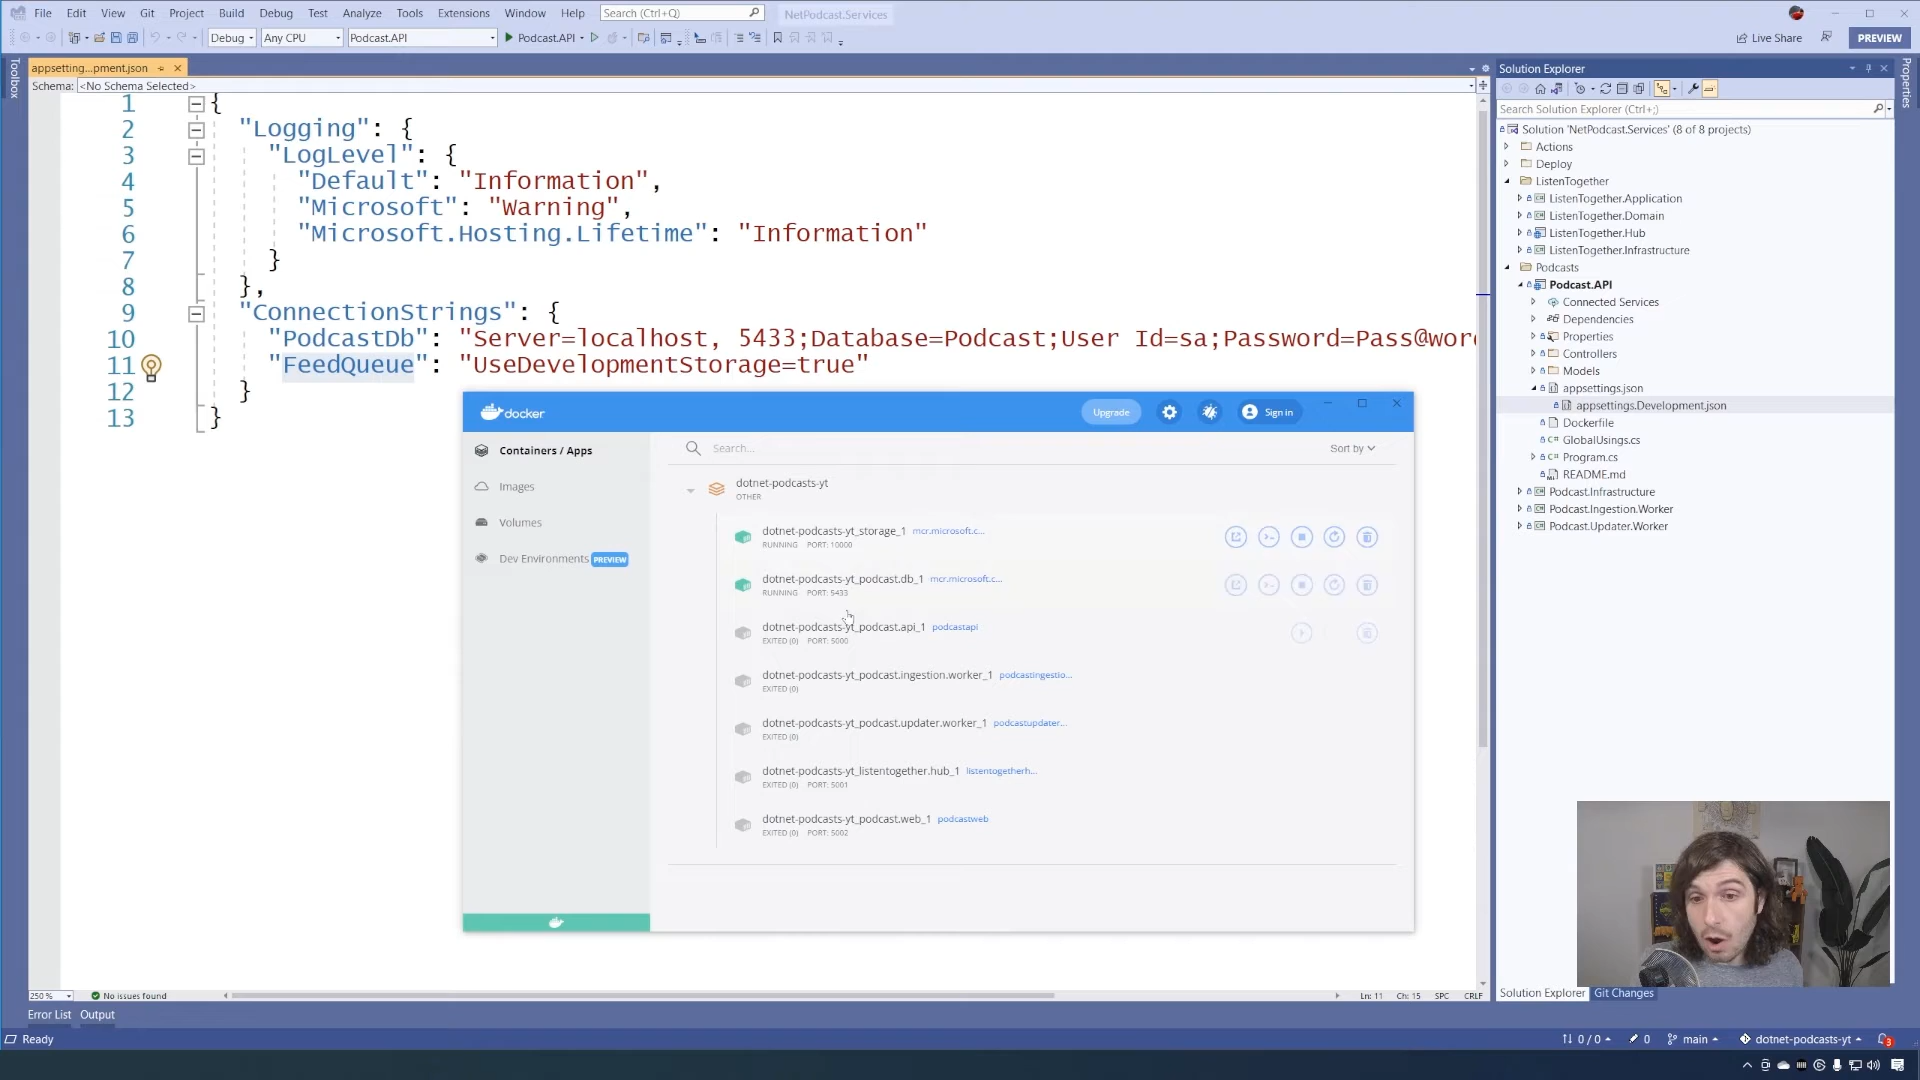 File Edit View Git Project Build Debug Test Analyze Tools Extensions Window Help Search (Ctrl+Q) NetPodcast.Services
Debug Any CPU Podcast.API Podcast.API Live Share PREVIEW
appsetting...pment.json
Schema: <No Schema Selected>
Toolbox
1 {
2 "Logging": {
3 "LogLevel": {
4 "Default": "Information",
5 "Microsoft": "Warning",
6 "Microsoft.Hosting.Lifetime": "Information"
7 }
8 },
9 "ConnectionStrings": {
10 "PodcastDb": "Server=localhost, 5433;Database=Podcast;User Id=sa;Password=Pass@wor
11 "FeedQueue": "UseDevelopmentStorage=true"
12 }
13 }
docker Upgrade Sign in
Containers / Apps
Images
Volumes
Dev Environments PREVIEW
Search... Sort by
dotnet-podcasts-yt
OTHER
dotnet-podcasts-yt_storage_1 mcr.microsoft.c...
RUNNING PORT: 10000
dotnet-podcasts-yt_podcast.db_1 mcr.microsoft.c...
RUNNING PORT: 5433
dotnet-podcasts-yt_podcast.api_1 podcastapi
EXITED (0) PORT: 5000
dotnet-podcasts-yt_podcast.ingestion.worker_1 podcastingestio...
EXITED (0)
dotnet-podcasts-yt_podcast.updater.worker_1 podcastupdater...
EXITED (0)
dotnet-podcasts-yt_listentogether.hub_1 listentogetherh...
EXITED (0) PORT: 5001
dotnet-podcasts-yt_podcast.web_1 podcastweb
EXITED (0) PORT: 5002
Solution Explorer
Search Solution Explorer (Ctrl+;)
Solution 'NetPodcast.Services' (8 of 8 projects)
Actions
Deploy
ListenTogether
ListenTogether.Application
ListenTogether.Domain
ListenTogether.Hub
ListenTogether.Infrastructure
Podcasts
Podcast.API
Connected Services
Dependencies
Properties
Controllers
Models
appsettings.json
appsettings.Development.json
Dockerfile
GlobalUsings.cs
Program.cs
README.md
Podcast.Infrastructure
Podcast.Ingestion.Worker
Podcast.Updater.Worker
Properties
250 % No issues found Ln: 11 Ch: 15 SPC CRLF
Solution Explorer Git Changes
Error List Output
Ready 0 / 0 0 main dotnet-podcasts-yt 3